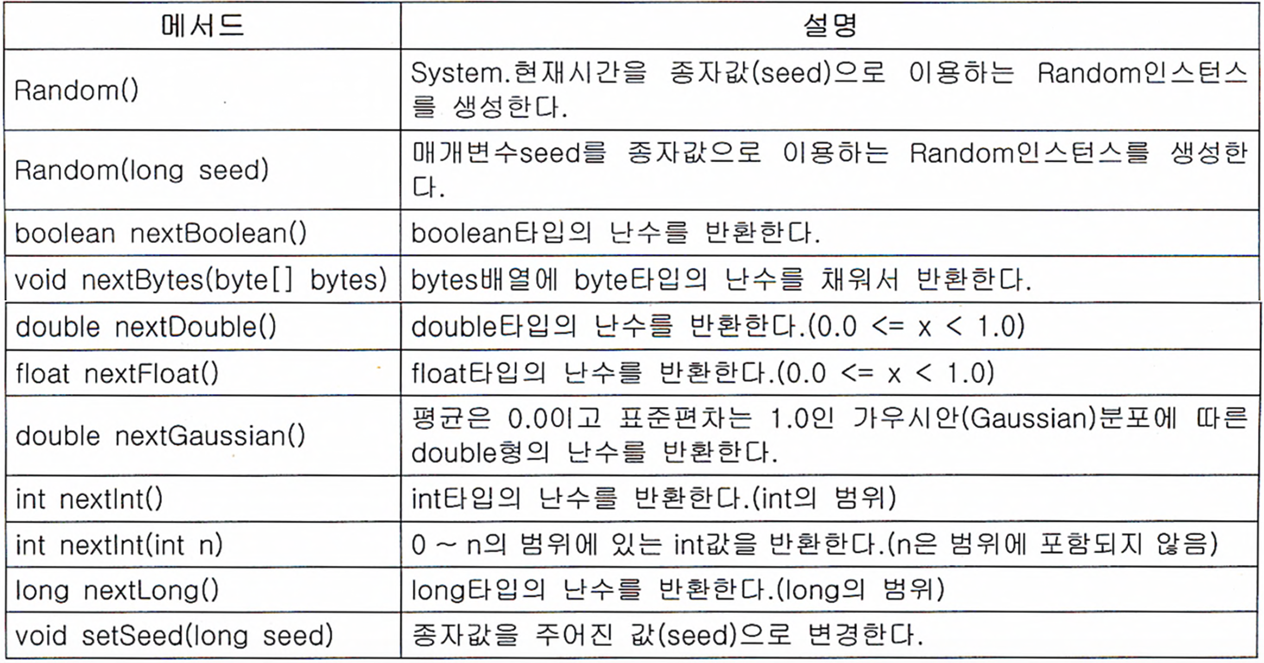 메서드 설명
Random() System.현재시간을 종자값(seed)으로 이용하는 Random인스턴스
를 생성한다.
Random(long seed) 매개변수seed를 종자값으로 이용하는 Random인스턴스를 생성한
다.
boolean nextBoolean() boolean타입의 난수를 반환한다.
void nextBytes(byte[] bytes) bytes배열에 byte타입의 난수를 채워서 반환한다.
double nextDouble() double타입의 난수를 반환한다.(0.0 <= x < 1.0)
float nextFloat() float타입의 난수를 반환한다.(0.0 <= x < 1.0)
double nextGaussian() 평균은 0.0이고 표준편차는 1.0인 가우시안(Gaussian)분포에 따른
double형의 난수를 반환한다.
int nextInt() int타입의 난수를 반환한다.(int의 범위)
int nextInt(int n) 0 ~ n의 범위에 있는 int값을 반환한다.(n은 범위에 포함되지 않음)
long nextLong() long타입의 난수를 반환한다.(long의 범위)
void setSeed(long seed) 종자값을 주어진 값(seed)으로 변경한다.